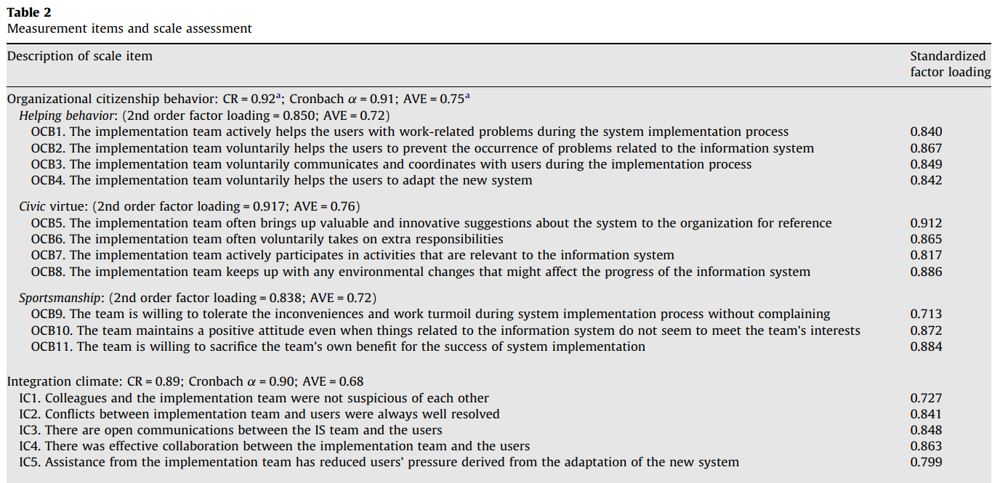 Table 2
Measurement items and scale assessment
Description of scale item Standardized factor loading
Organizational citizenship behavior: CR = 0.92a; Cronbach α = 0.91; AVE = 0.75a
Helping behavior: (2nd order factor loading = 0.850; AVE = 0.72)
OCB1. The implementation team actively helps the users with work-related problems during the system implementation process 0.840
OCB2. The implementation team voluntarily helps the users to prevent the occurrence of problems related to the information system 0.867
OCB3. The implementation team voluntarily communicates and coordinates with users during the implementation process 0.849
OCB4. The implementation team voluntarily helps the users to adapt the new system 0.842
Civic virtue: (2nd order factor loading = 0.917; AVE = 0.76)
OCB5. The implementation team often brings up valuable and innovative suggestions about the system to the organization for reference 0.912
OCB6. The implementation team often voluntarily takes on extra responsibilities 0.865
OCB7. The implementation team actively participates in activities that are relevant to the information system 0.817
OCB8. The implementation team keeps up with any environmental changes that might affect the progress of the information system 0.886
Sportsmanship: (2nd order factor loading = 0.838; AVE = 0.72)
OCB9. The team is willing to tolerate the inconveniences and work turmoil during system implementation process without complaining 0.713
OCB10. The team maintains a positive attitude even when things related to the information system do not seem to meet the team's interests 0.872
OCB11. The team is willing to sacrifice the team's own benefit for the success of system implementation 0.884
Integration climate: CR = 0.89; Cronbach α = 0.90; AVE = 0.68
IC1. Colleagues and the implementation team were not suspicious of each other 0.727
IC2. Conflicts between implementation team and users were always well resolved 0.841
IC3. There are open communications between the IS team and the users 0.848
IC4. There was effective collaboration between the implementation team and the users 0.863
IC5. Assistance from the implementation team has reduced users' pressure derived from the adaptation of the new system 0.799